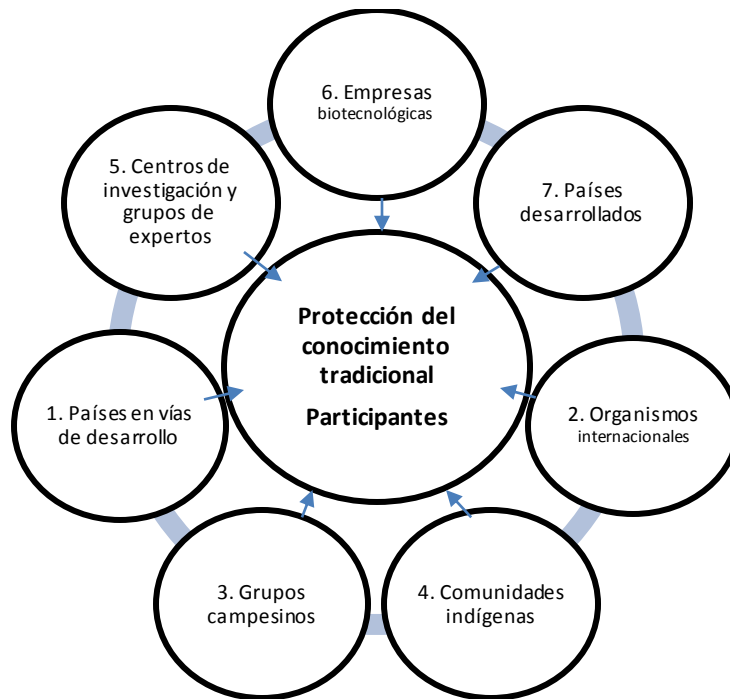 6. Empresas
biotecnológicas
5. Centros de
investigación y
grupos de
expertos
7. Países
desarrollados
Protección del
conocimiento
tradicional
Participantes
1. Países en vías
de desarrollo
2. Organismos
internacionales
3. Grupos
campesinos
4. Comunidades
indígenas